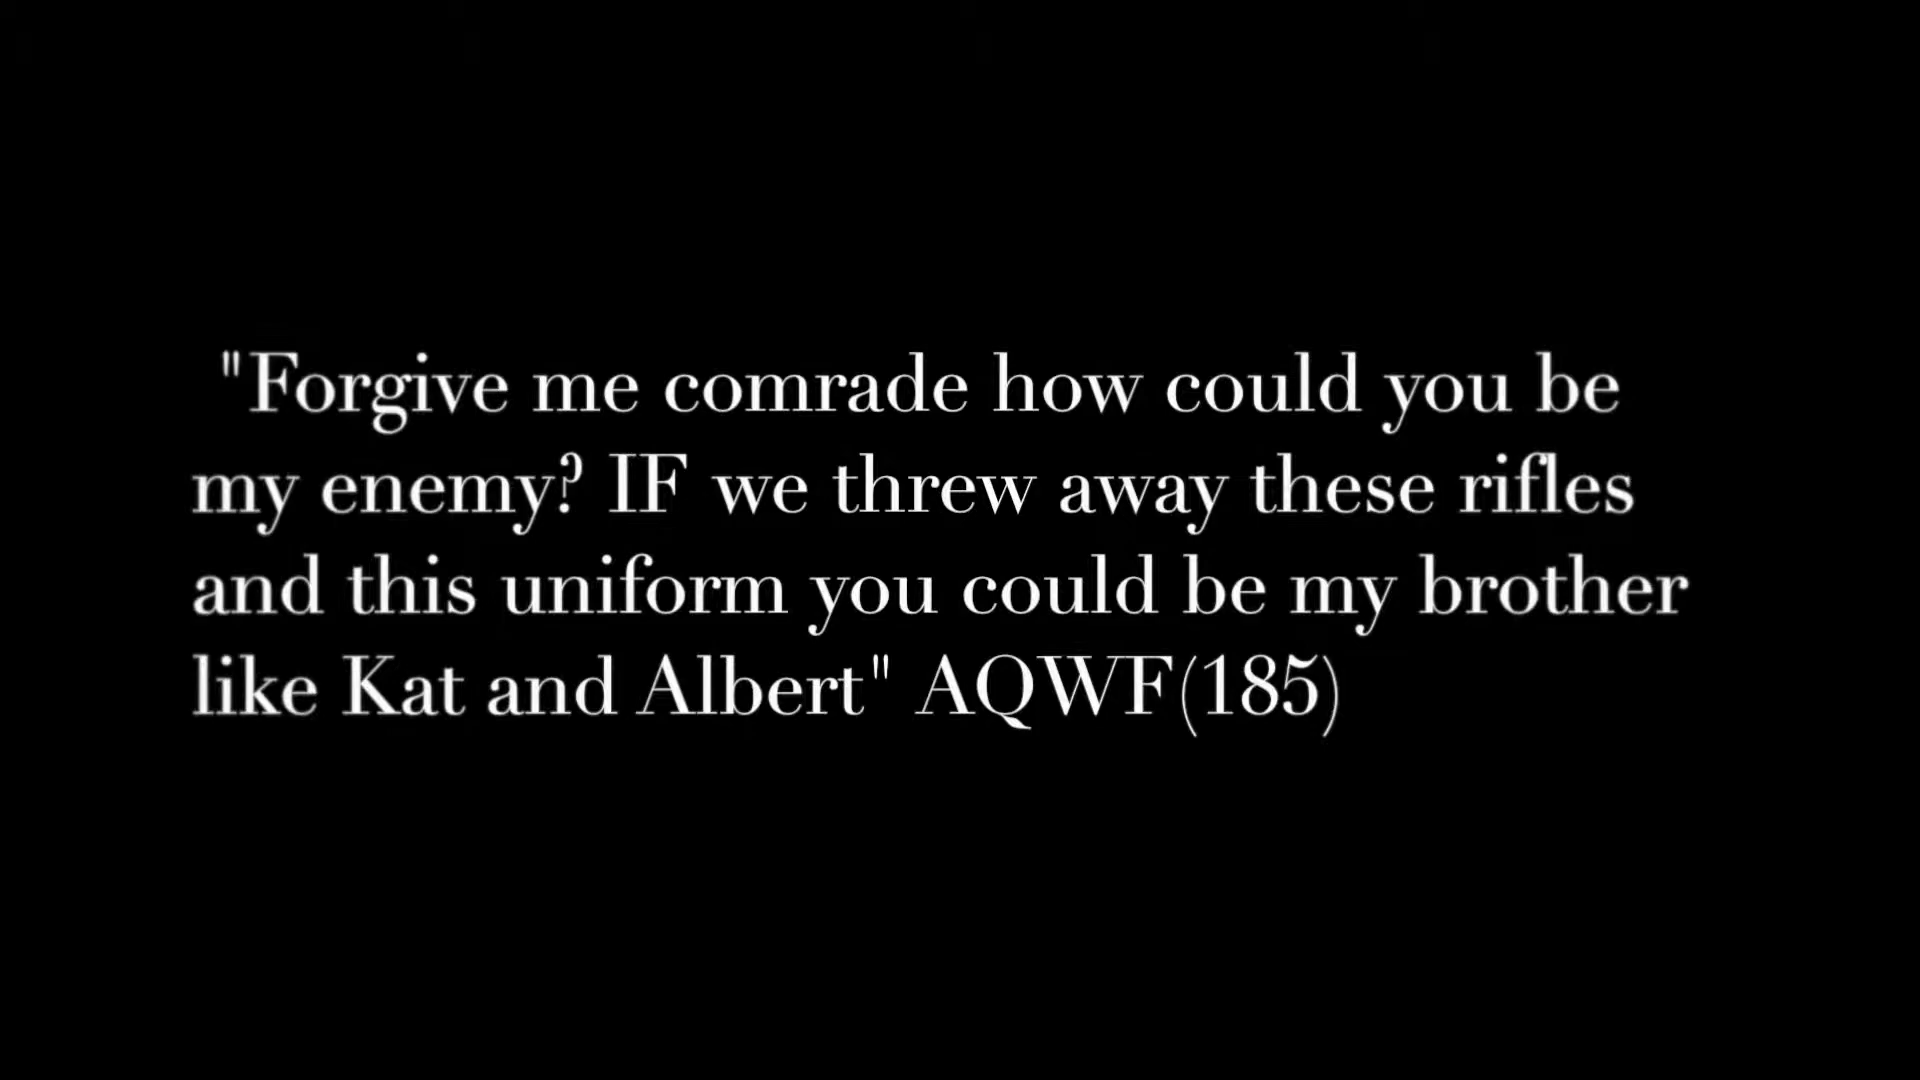 "Forgive me comrade how could you be
my enemy? IF we threw away these rifles
and this uniform you could be my brother
like Kat and Albert" AQWF(185)